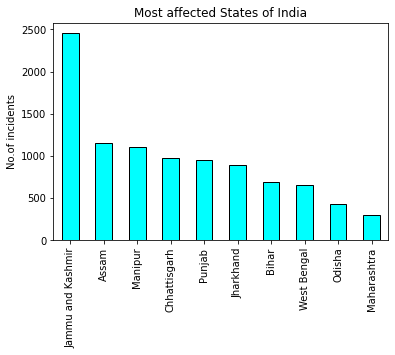 Most affected States of India
No.of incidents
2500
2000
1500
1000
500
0
Jammu and Kashmir
Assam
Manipur
Chhattisgarh
Punjab
Jharkhand
Bihar
West Bengal
Odisha
Maharashtra